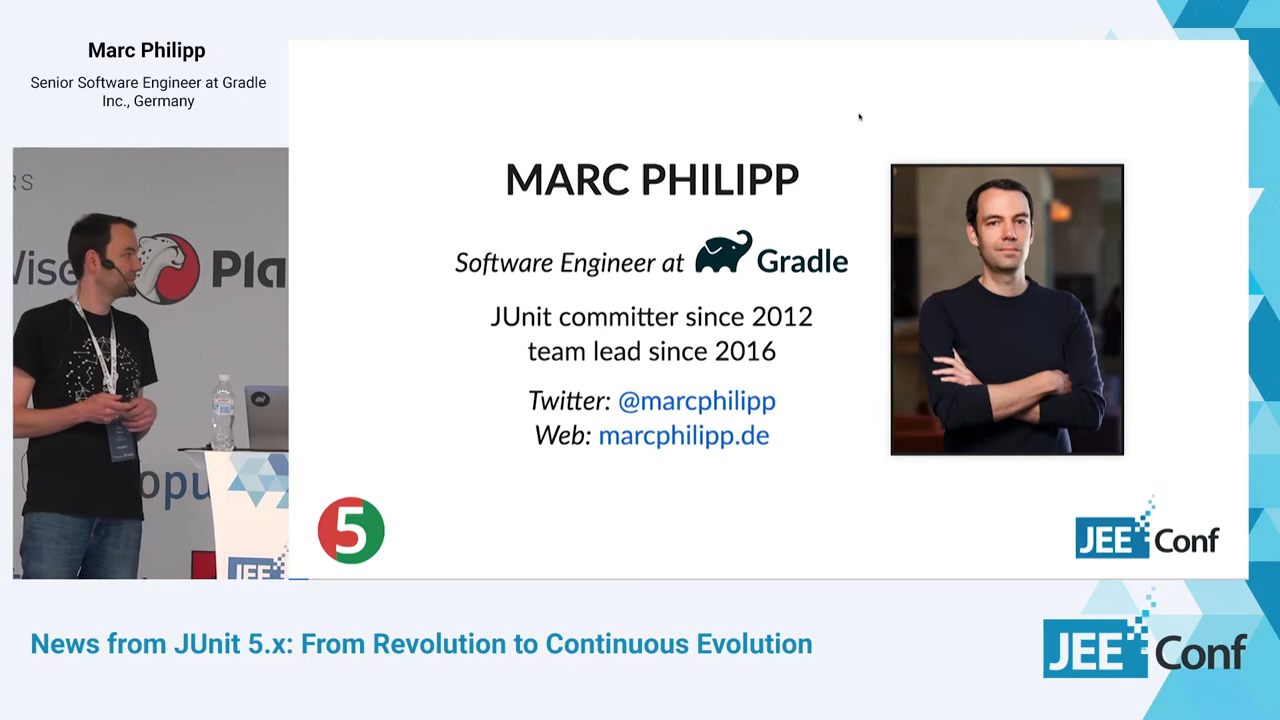 Marc Philipp
Senior Software Engineer at Gradle
Inc., Germany
MARC PHILIPP
Software Engineer at Gradle
JUnit committer since 2012
team lead since 2016
Twitter: @marcphilipp
Web: marcphilipp.de
5
JEE Conf
JEE
News from JUnit 5.x: From Revolution to Continuous Evolution
JEE Conf